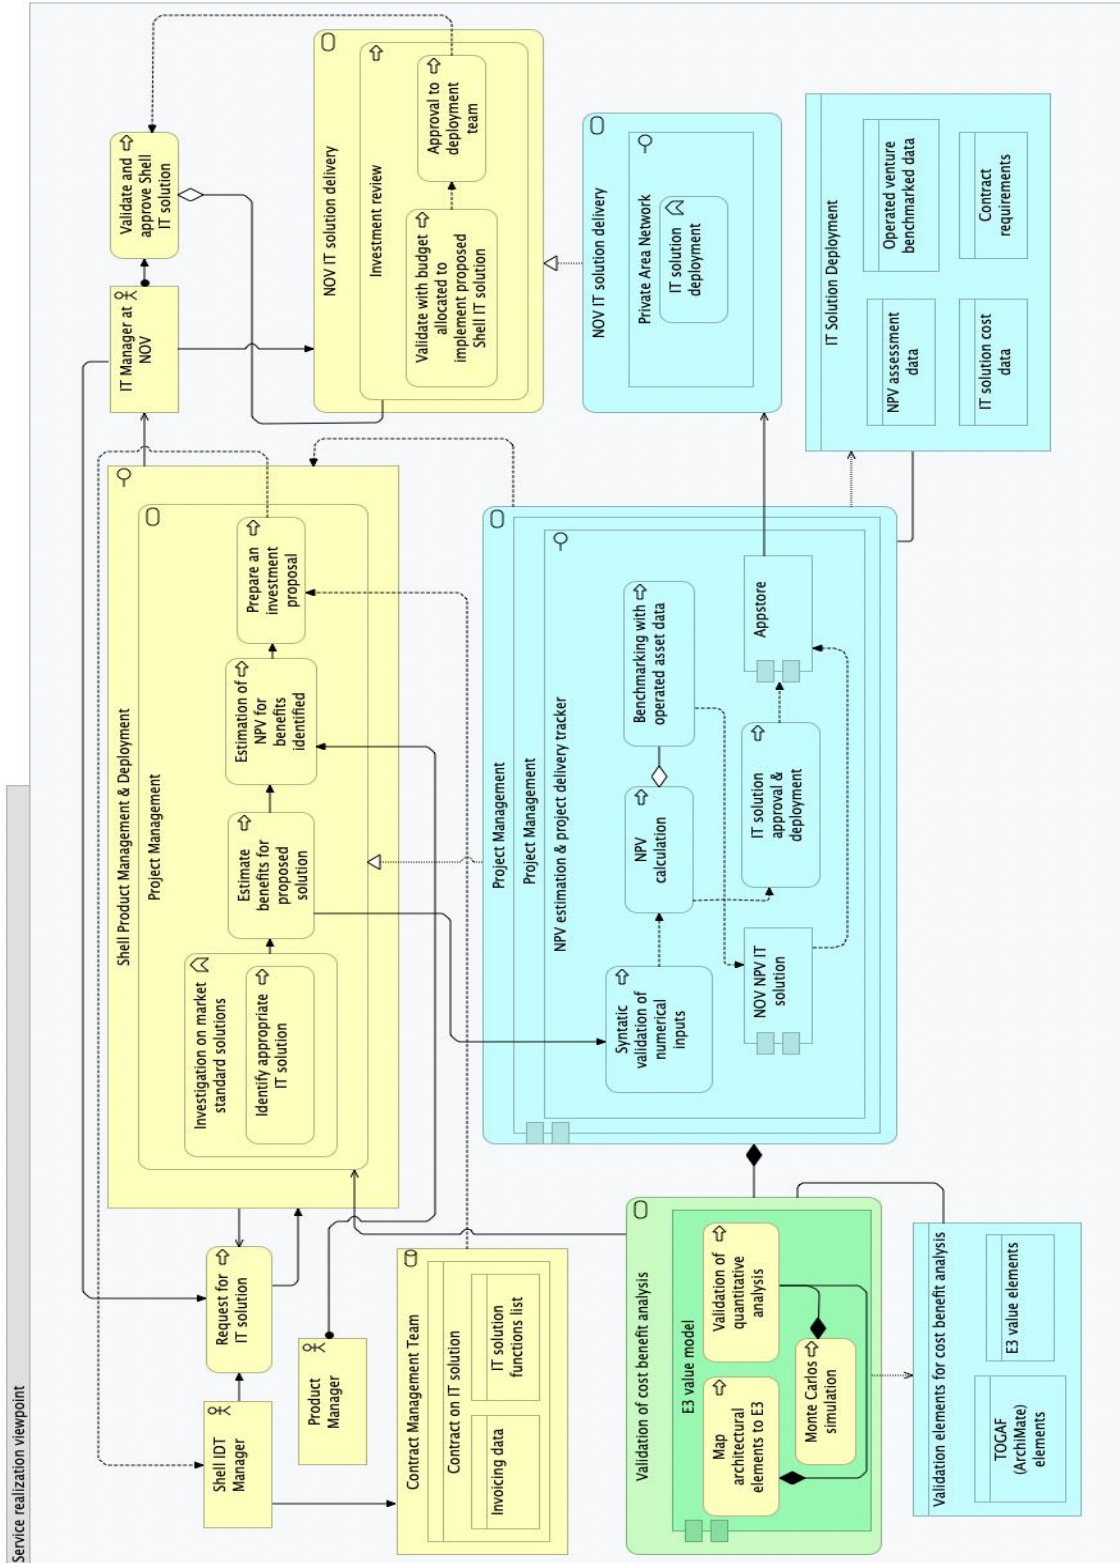 Service realization viewpoint
Shell IDT
Manager
Request for
IT solution
Product
Manager
Shell Product Management & Deployment
Project Management
Investigation on market
standard solutions
Identify appropriate
IT solution
Estimate
benefits for
proposed
solution
Estimation of
NPV for
benefits
identified
Prepare an
investment
proposal
IT Manager at
NOV
Validate and
approve Shell
IT solution
NOV IT solution delivery
Investment review
Validate with budget
allocated to
implement proposed
Shell IT solution
Approval to
deployment
team
Contract Management Team
Contract on IT solution
Invoicing data
IT solution
functions list
Project Management
Project Management
NPV estimation & project delivery tracker
Syntatic
validation of
numerical
inputs
NPV
calculation
Benchmarking with
operated asset data
NOV NPV IT
solution
IT solution
approval &
deployment
Appstore
NOV IT solution delivery
Private Area Network
IT solution
deployment
Validation of cost benefit analysis
E3 value model
Map
architectural
elements to E3
Validation of
quantitative
analysis
Monte Carlos
simulation
IT Solution Deployment
NPV assessment
data
Operated venture
benchmarked data
IT solution cost
data
Contract
requirements
Validation elements for cost benefit analysis
TOGAF
(ArchiMate)
elements
E3 value elements